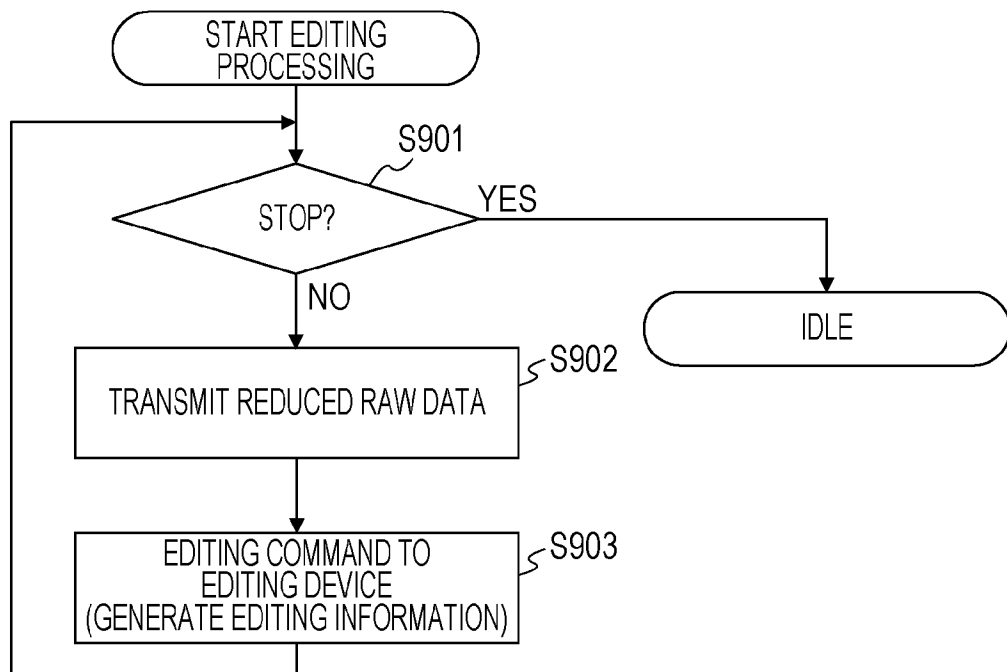 START EDITING
PROCESSING
S901
STOP?
YES
NO
IDLE
S902
TRANSMIT REDUCED RAW DATA
S903
EDITING COMMAND TO
EDITING DEVICE
(GENERATE EDITING INFORMATION)